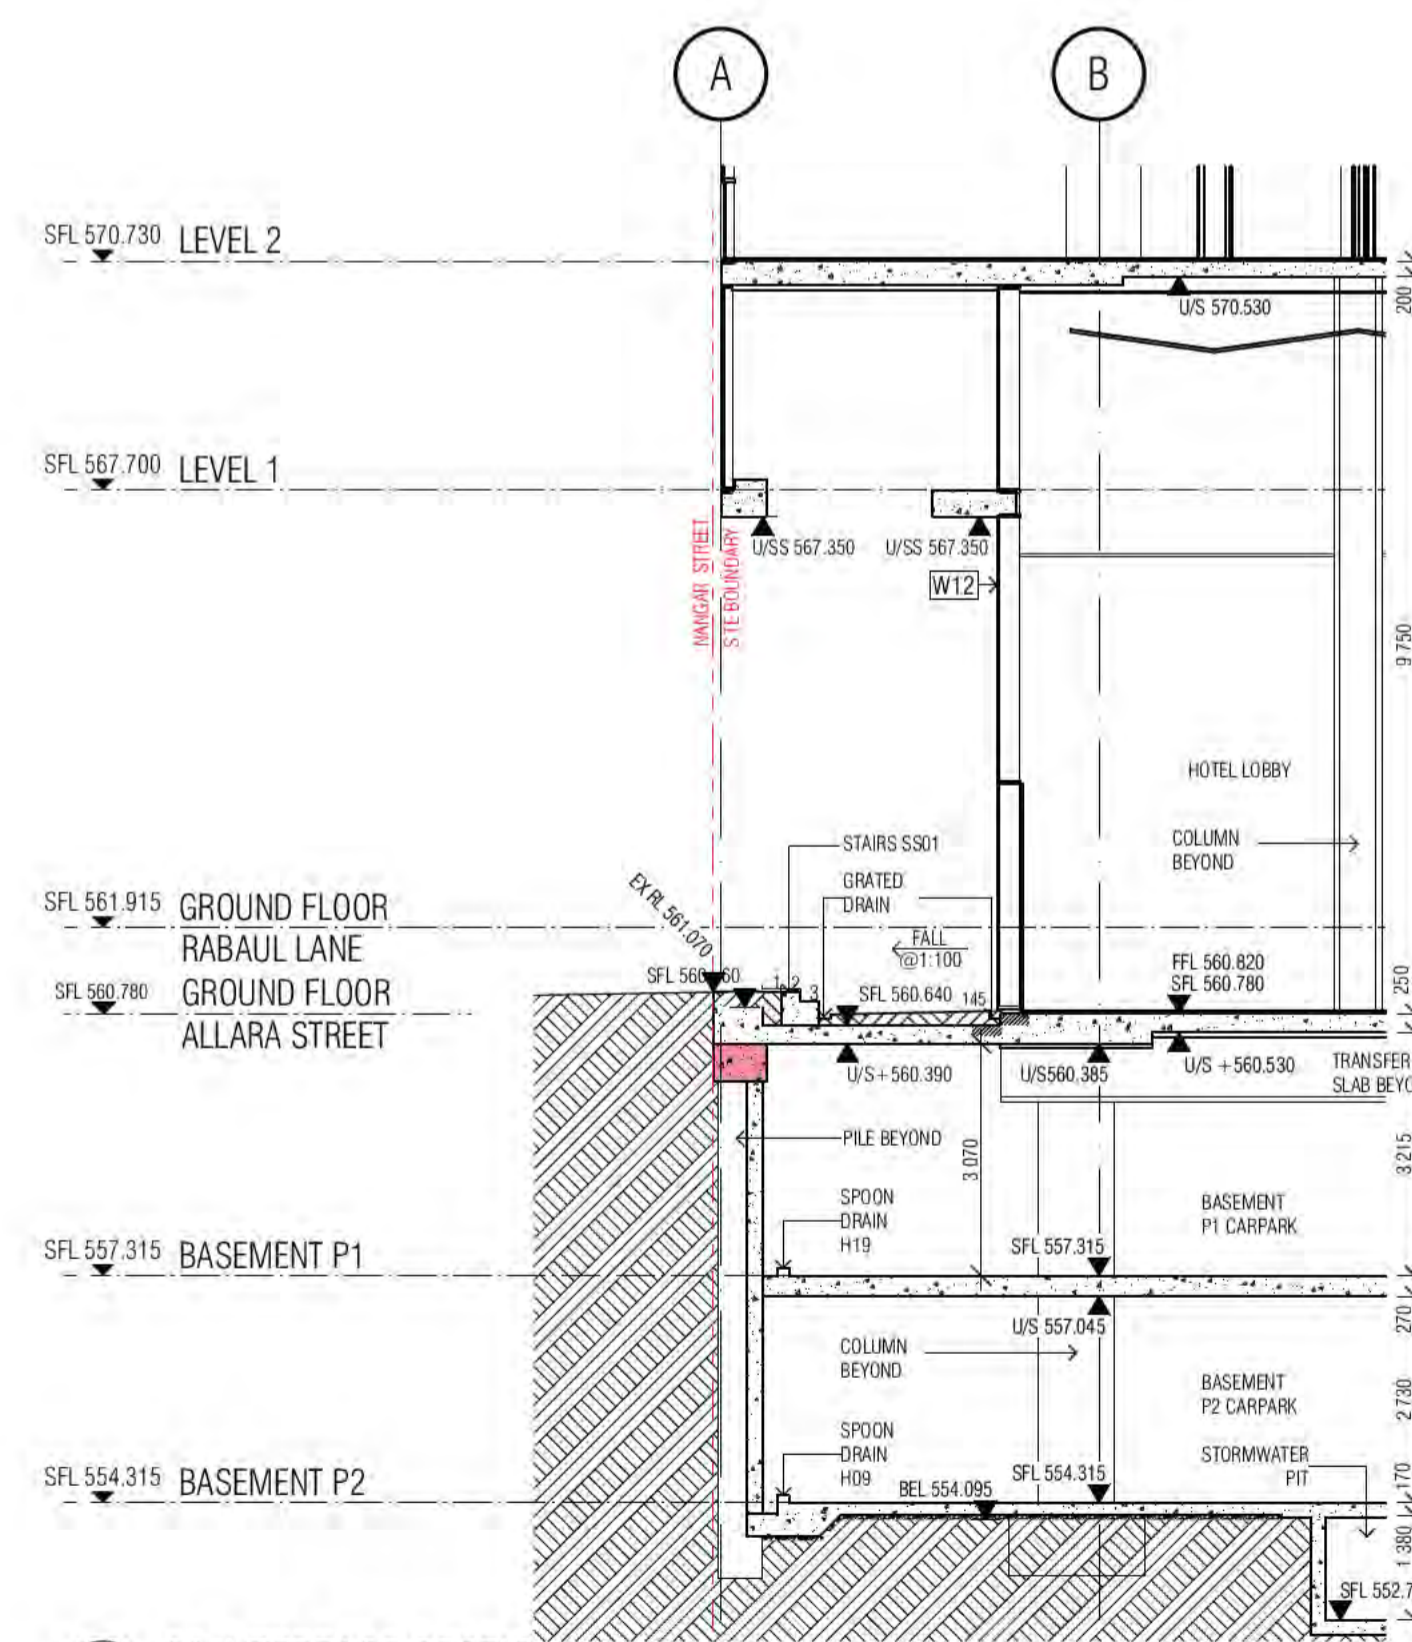 A
B
SFL 570.730 LEVEL 2
200
U/S 570.530
SFL 567.700 LEVEL 1
U/SS 567.350
U/SS 567.350
NANGAR STREET
S TE BOUNDARY
W12
9 750
HOTEL LOBBY
STAIRS SS01
COLUMN
BEYOND
GRATED
DRAIN
EX RL 561.070
SFL 561.915 GROUND FLOOR
RABAUL LANE
FALL
@1:100
FFL 560.820
SFL 560.780
250
SFL 560.780 GROUND FLOOR
ALLARA STREET
1 2
3
SFL 560.640
145
U/S+560.390
U/S560.385
U/S +560.530
TRANSFER
PILE BEYOND
3 070
3 215
SPOON
DRAIN
H19
BASEMENT
P1 CARPARK
SFL 557.315 BASEMENT P1
SFL 557.315
U/S 557.045
270
COLUMN
BEYOND
BASEMENT
P2 CARPARK
2 730
SPOON
DRAIN
H09
STORMWATER
PIT
SFL 554.315 BASEMENT P2
BEL 554.095
SFL 554.315
170
1 380